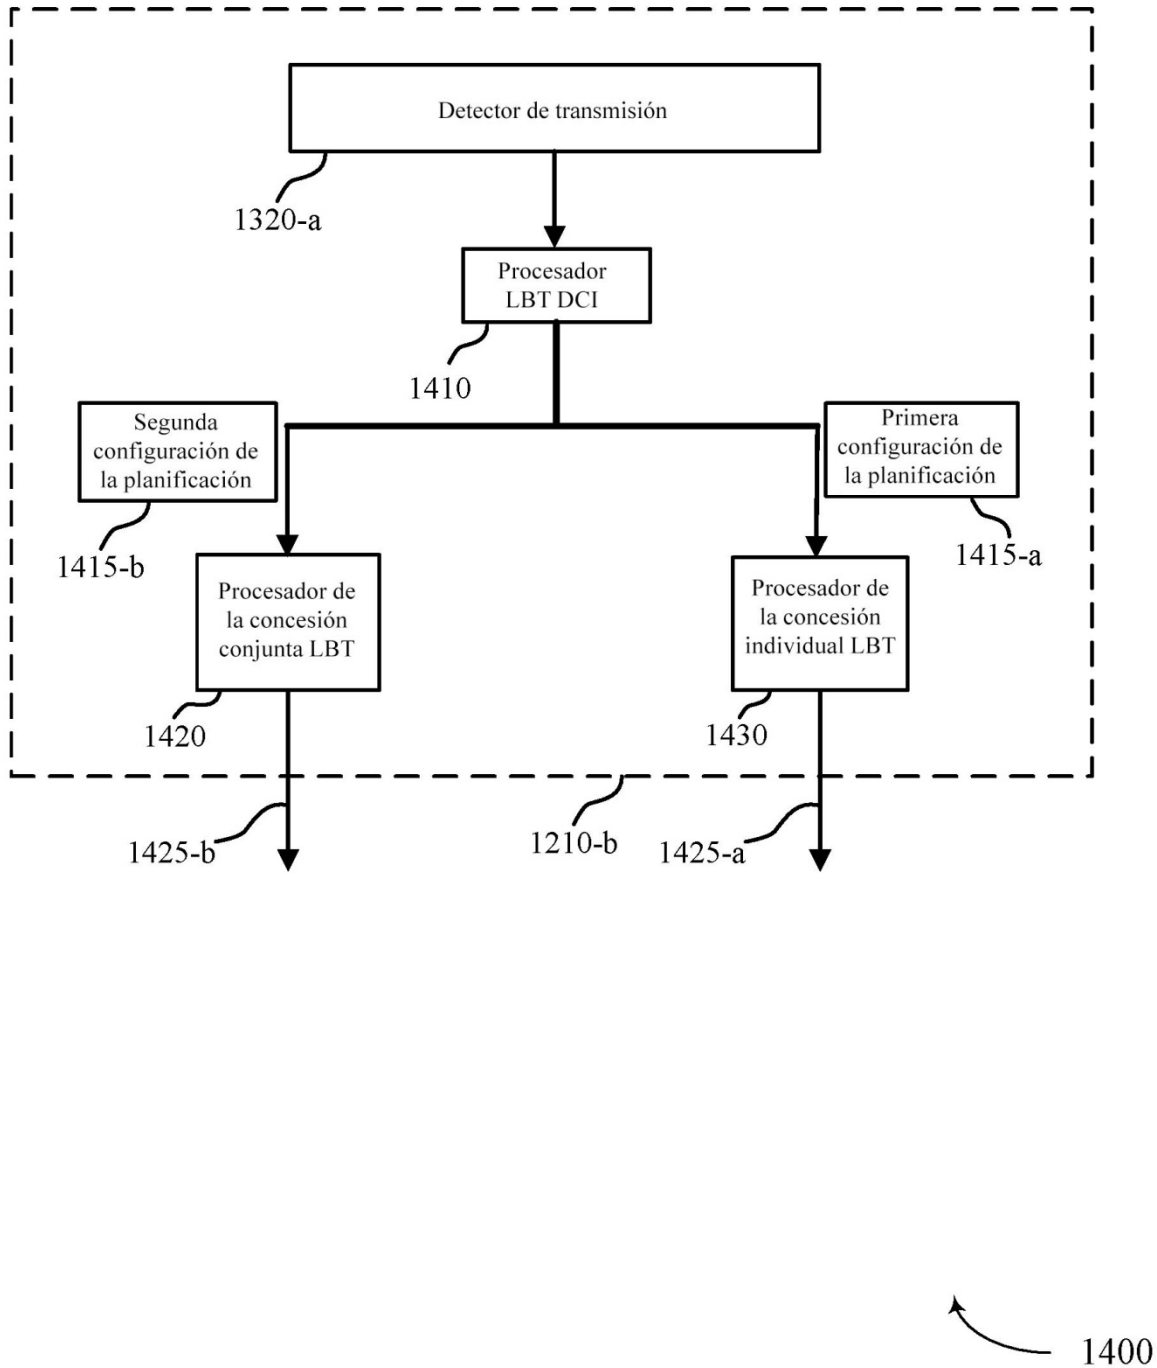 Detector de transmisión
1320-a
Procesador
LBT DCI
1410
Segunda
configuración de
la planificación
1415-b
Primera
configuración de
la planificación
1415-a
Procesador de
la concesión
conjunta LBT
1420
Procesador de
la concesión
individual LBT
1430
1425-b
1210-b
1425-a
1400